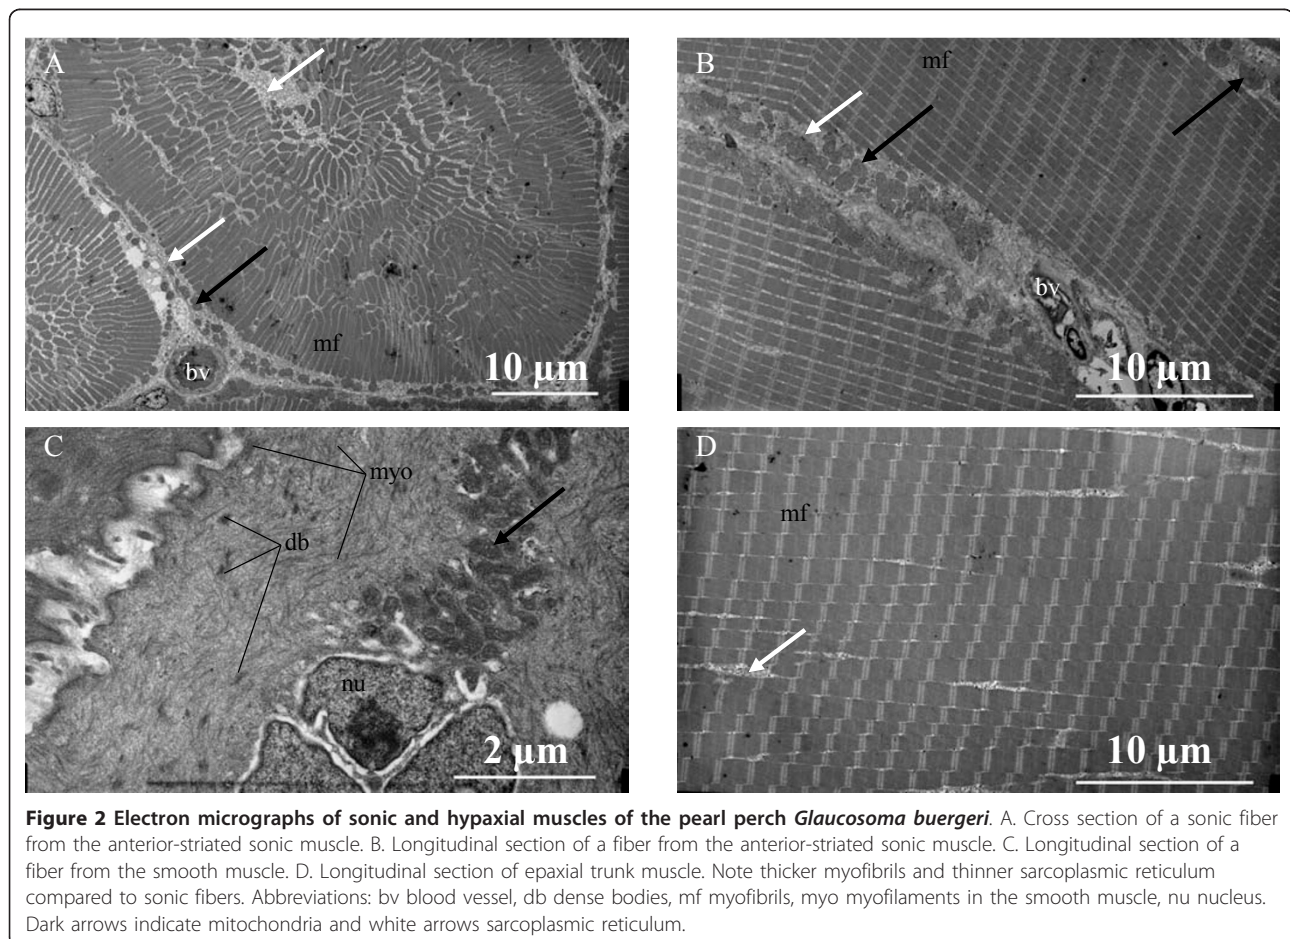 A
mf
bv
10 µm
B
mf
bv
10 µm
C
myo
db
nu
2 µm
D
mf
10 µm
Figure 2 Electron micrographs of sonic and hypaxial muscles of the pearl perch Glaucosoma buergeri. A. Cross section of a sonic fiber
from the anterior-striated sonic muscle. B. Longitudinal section of a fiber from the anterior-striated sonic muscle. C. Longitudinal section of a
fiber from the smooth muscle. D. Longitudinal section of epaxial trunk muscle. Note thicker myofibrils and thinner sarcoplasmic reticulum
compared to sonic fibers. Abbreviations: bv blood vessel, db dense bodies, mf myofibrils, myo myofilaments in the smooth muscle, nu nucleus.
Dark arrows indicate mitochondria and white arrows sarcoplasmic reticulum.